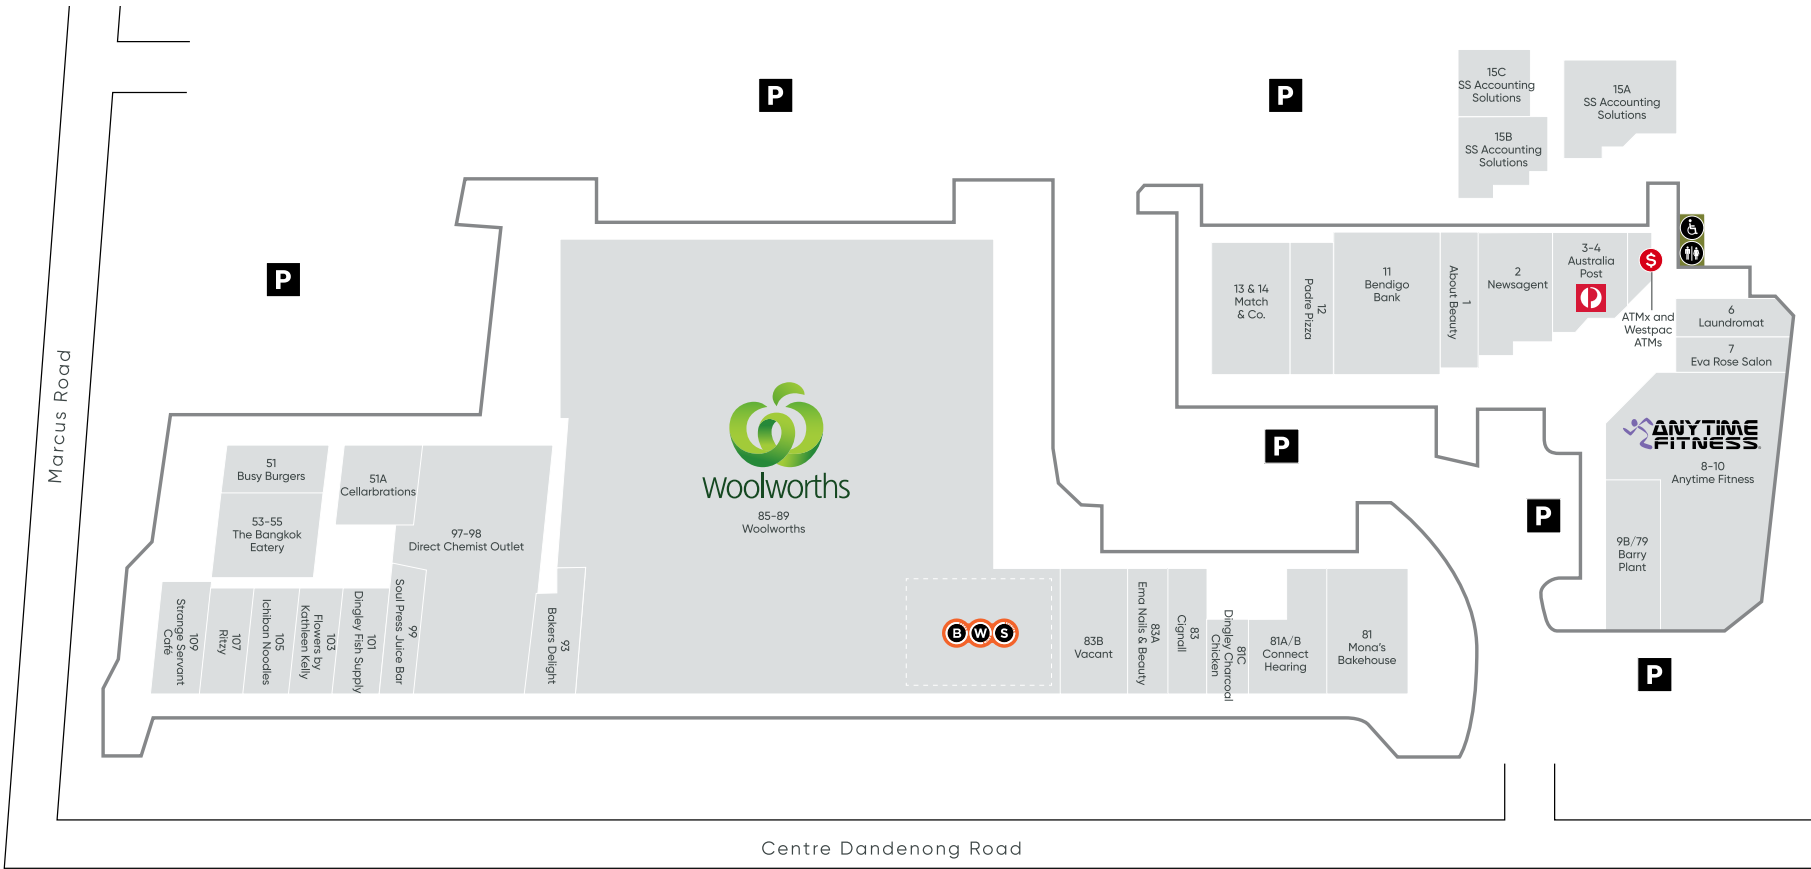 P
P
15C
SS Accounting
Solutions
15A
SS Accounting
Solutions
15B
SS Accounting
Solutions
P
13 & 14
Match
& Co.
12
Padre Pizza
11
Bendigo
Bank
1
About Beauty
2
Newsagent
3-4
Australia
Post
$
ATMx and
Westpac
ATMs
6
Laundromat
7
Eva Rose Salon
ANYTIME
FITNESS
8-10
Anytime Fitness
9B/79
Barry
Plant
P
P
P
Marcus Road
51
Busy Burgers
51A
Cellarbrations
53-55
The Bangkok
Eatery
97-98
Direct Chemist Outlet
Woolworths
85-89
Woolworths
109
Strange Servant
Café
107
Ritzy
105
Ichiban Noodles
103
Flowers by
Kathleen Kelly
101
Dingley Fish Supply
99
Soul Press Juice Bar
93
Bakers Delight
BWS
83B
Vacant
83A
Ema Nails & Beauty
83
Cignall
81C
Dingley Charcoal
Chicken
81A/B
Connect
Hearing
81
Mona's
Bakehouse
Centre Dandenong Road